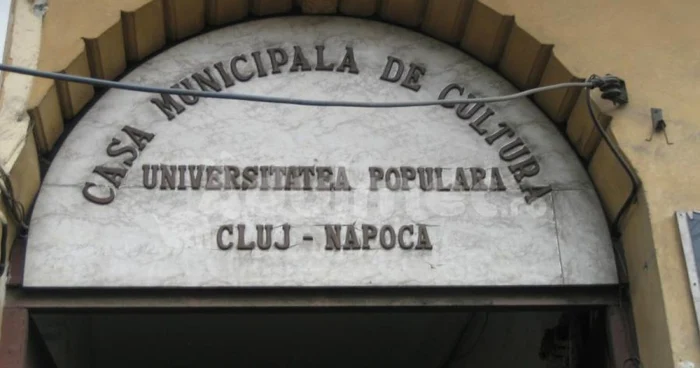 CASA MUNICIPALA DE CULTURA
UNIVERSITATEA POPULARA
CLUJ - NAPOCA